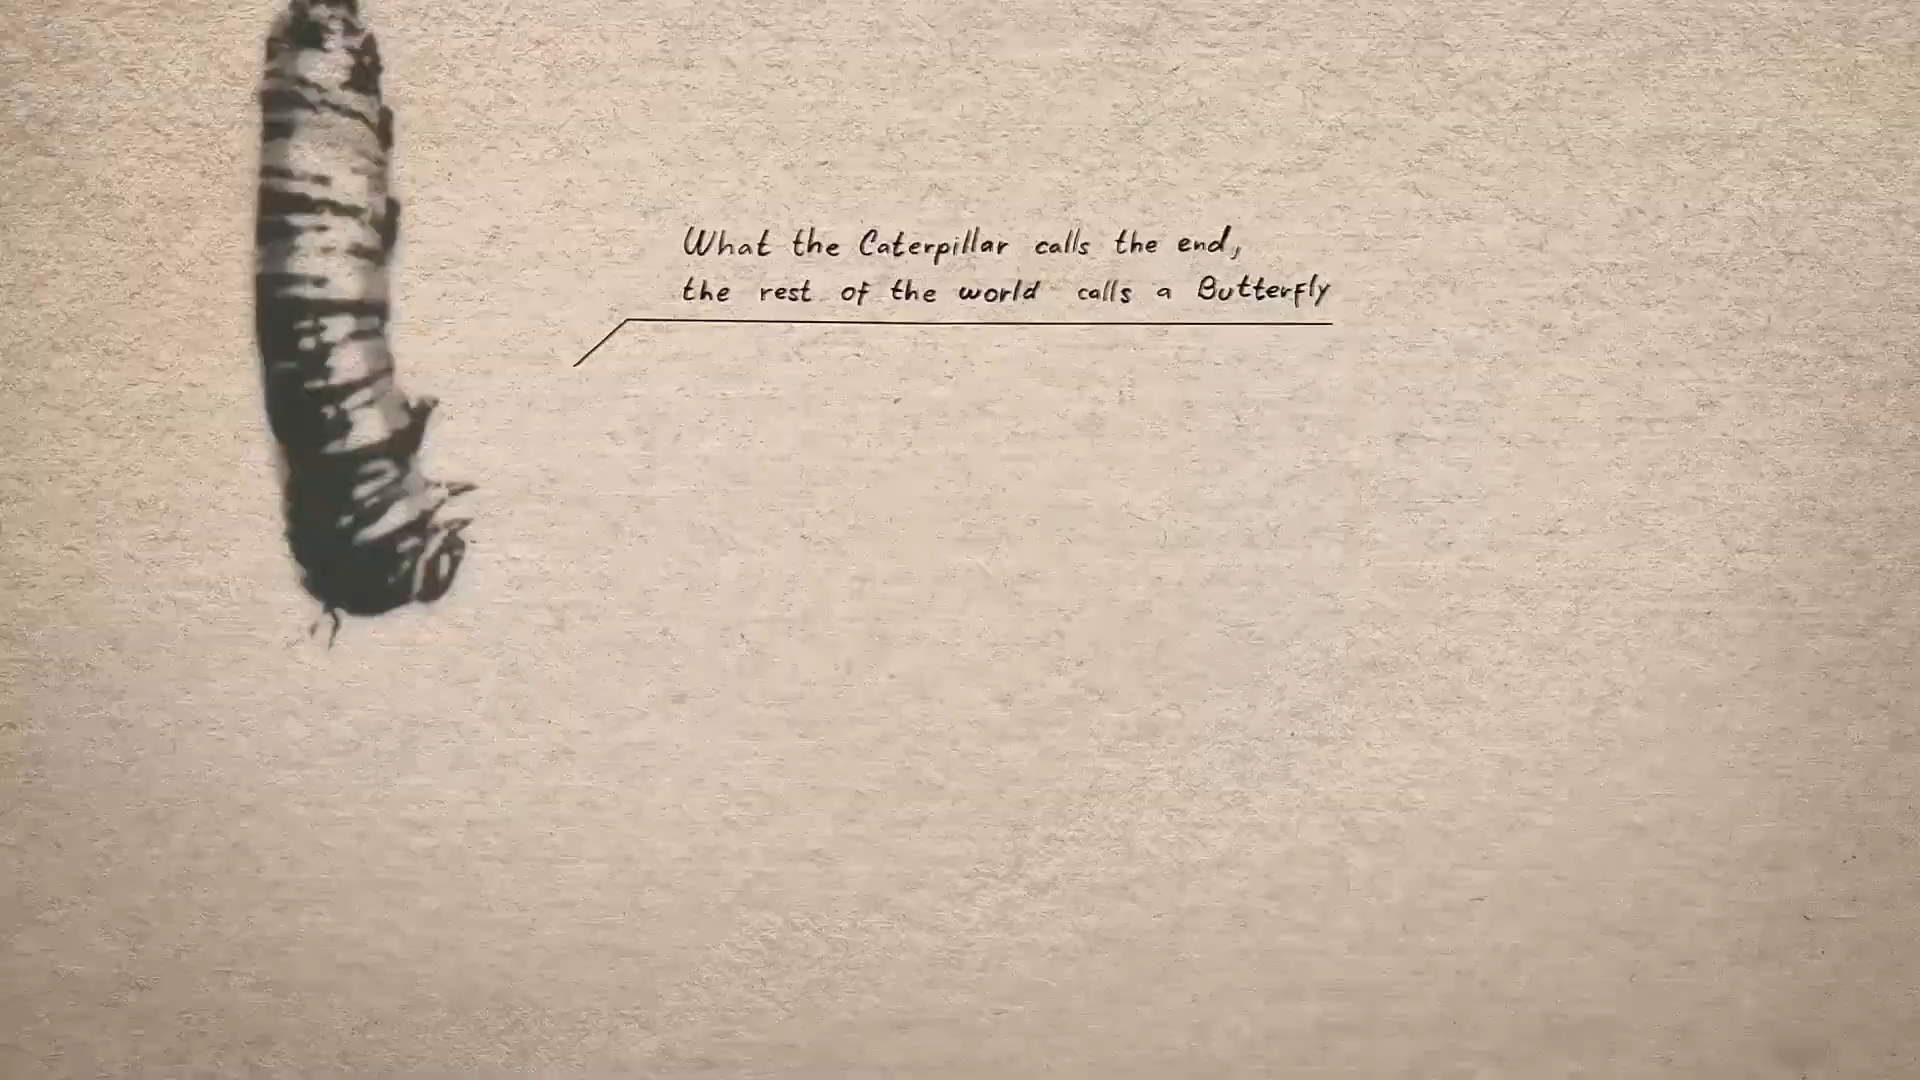 What the Caterpillar calls the end,
the rest of the world calls a Butterfly